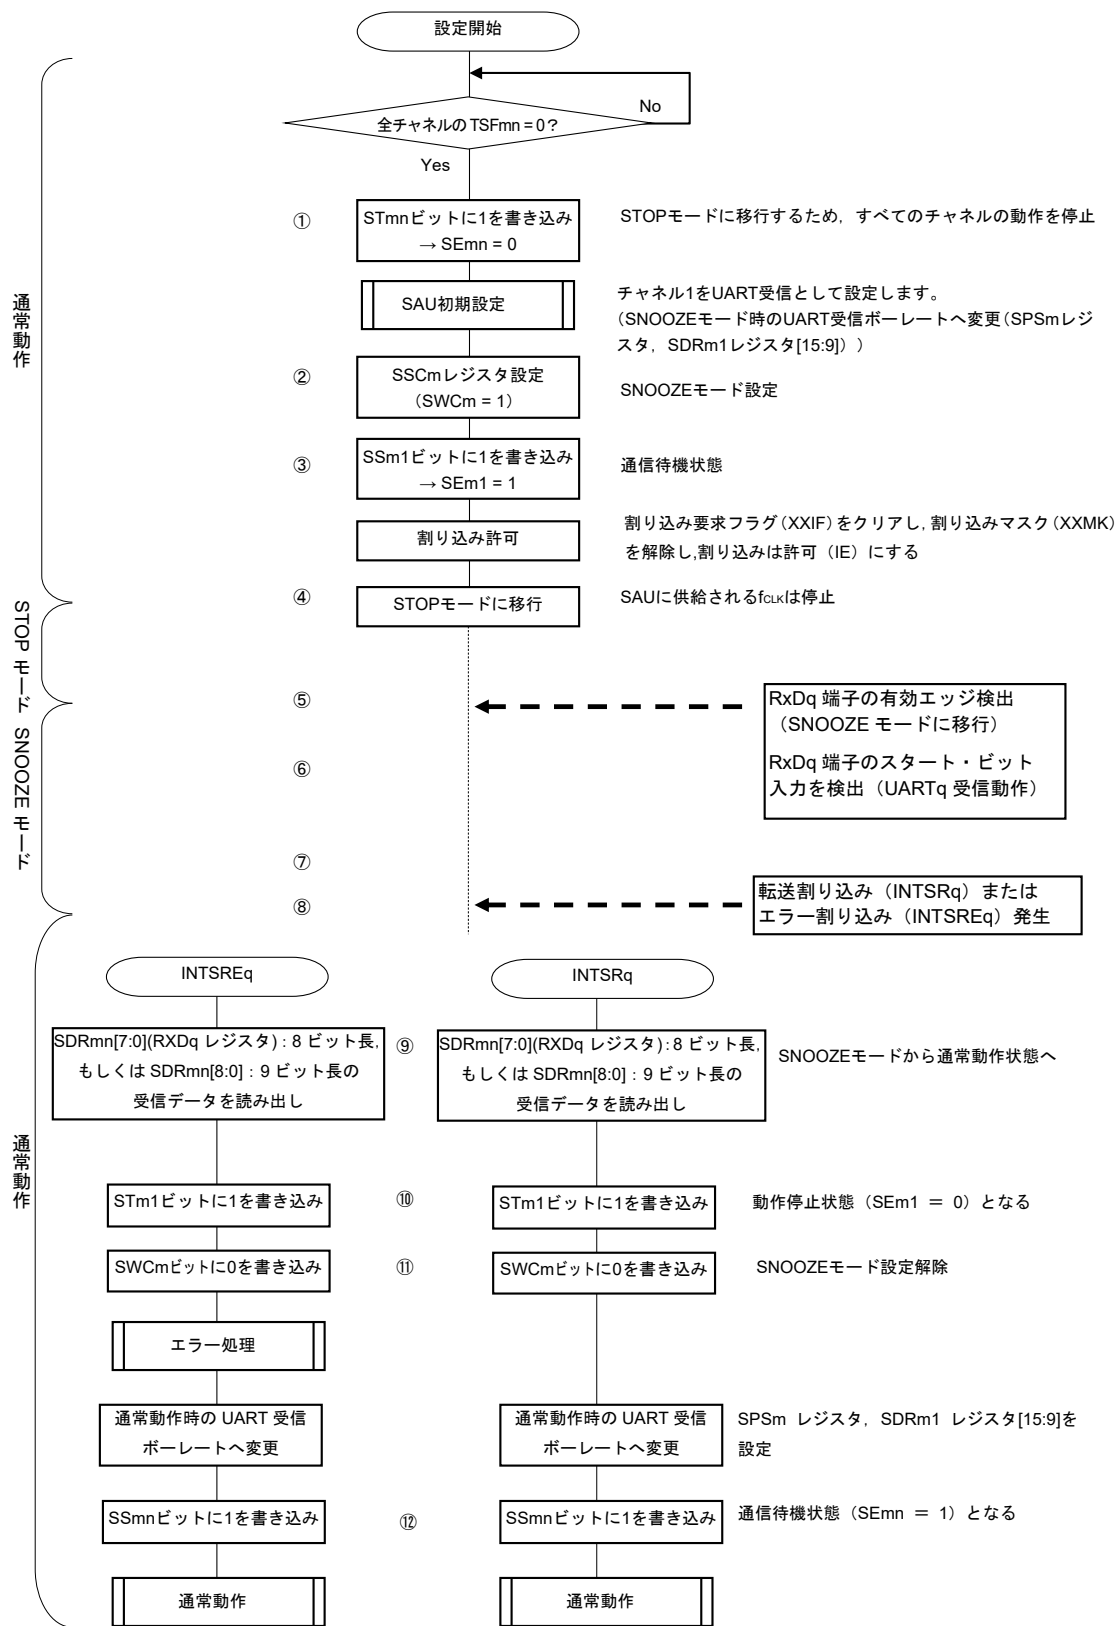 設定開始
No
全チャネルの TSFmn = 0？
Yes
①
STmnビットに1を書き込み
→ SEmn = 0
STOPモードに移行するため，すべてのチャネルの動作を停止
SAU初期設定
チャネル1をUART受信として設定します。
（SNOOZEモード時のUART受信ボーレートへ変更（SPSmレジ
スタ，SDRm1レジスタ[15:9]））
通常動作
②
SSCmレジスタ設定
（SWCm = 1）
SNOOZEモード設定
③
SSm1ビットに1を書き込み
→ SEm1 = 1
通信待機状態
割り込み許可
割り込み要求フラグ（XXIF）をクリアし，割り込みマスク（XXMK）
を解除し,割り込みは許可（IE）にする
④
STOPモードに移行
SAUに供給されるfCLKは停止
STOP モード
⑤
RxDq 端子の有効エッジ検出
（SNOOZE モードに移行）
SNOOZE モード
⑥
RxDq 端子のスタート・ビット
入力を検出（UARTq 受信動作）
⑦
⑧
転送割り込み（INTSRq）または
エラー割り込み（INTSREq）発生
INTSREq
INTSRq
SDRmn[7:0](RXDq レジスタ)：8 ビット長,
もしくは SDRmn[8:0]：9 ビット長の
受信データを読み出し
⑨
SDRmn[7:0](RXDq レジスタ)：8 ビット長,
もしくは SDRmn[8:0]：9 ビット長の
受信データを読み出し
SNOOZEモードから通常動作状態へ
通常動作
STm1ビットに1を書き込み
⑩
STm1ビットに1を書き込み
動作停止状態（SEm1 ＝ 0）となる
SWCmビットに0を書き込み
⑪
SWCmビットに0を書き込み
SNOOZEモード設定解除
エラー処理
通常動作時の UART 受信
ボーレートへ変更
通常動作時の UART 受信
ボーレートへ変更
SPSm レジスタ，SDRm1 レジスタ[15:9]を
設定
SSmnビットに1を書き込み
⑫
SSmnビットに1を書き込み
通信待機状態（SEmn ＝ 1）となる
通常動作
通常動作